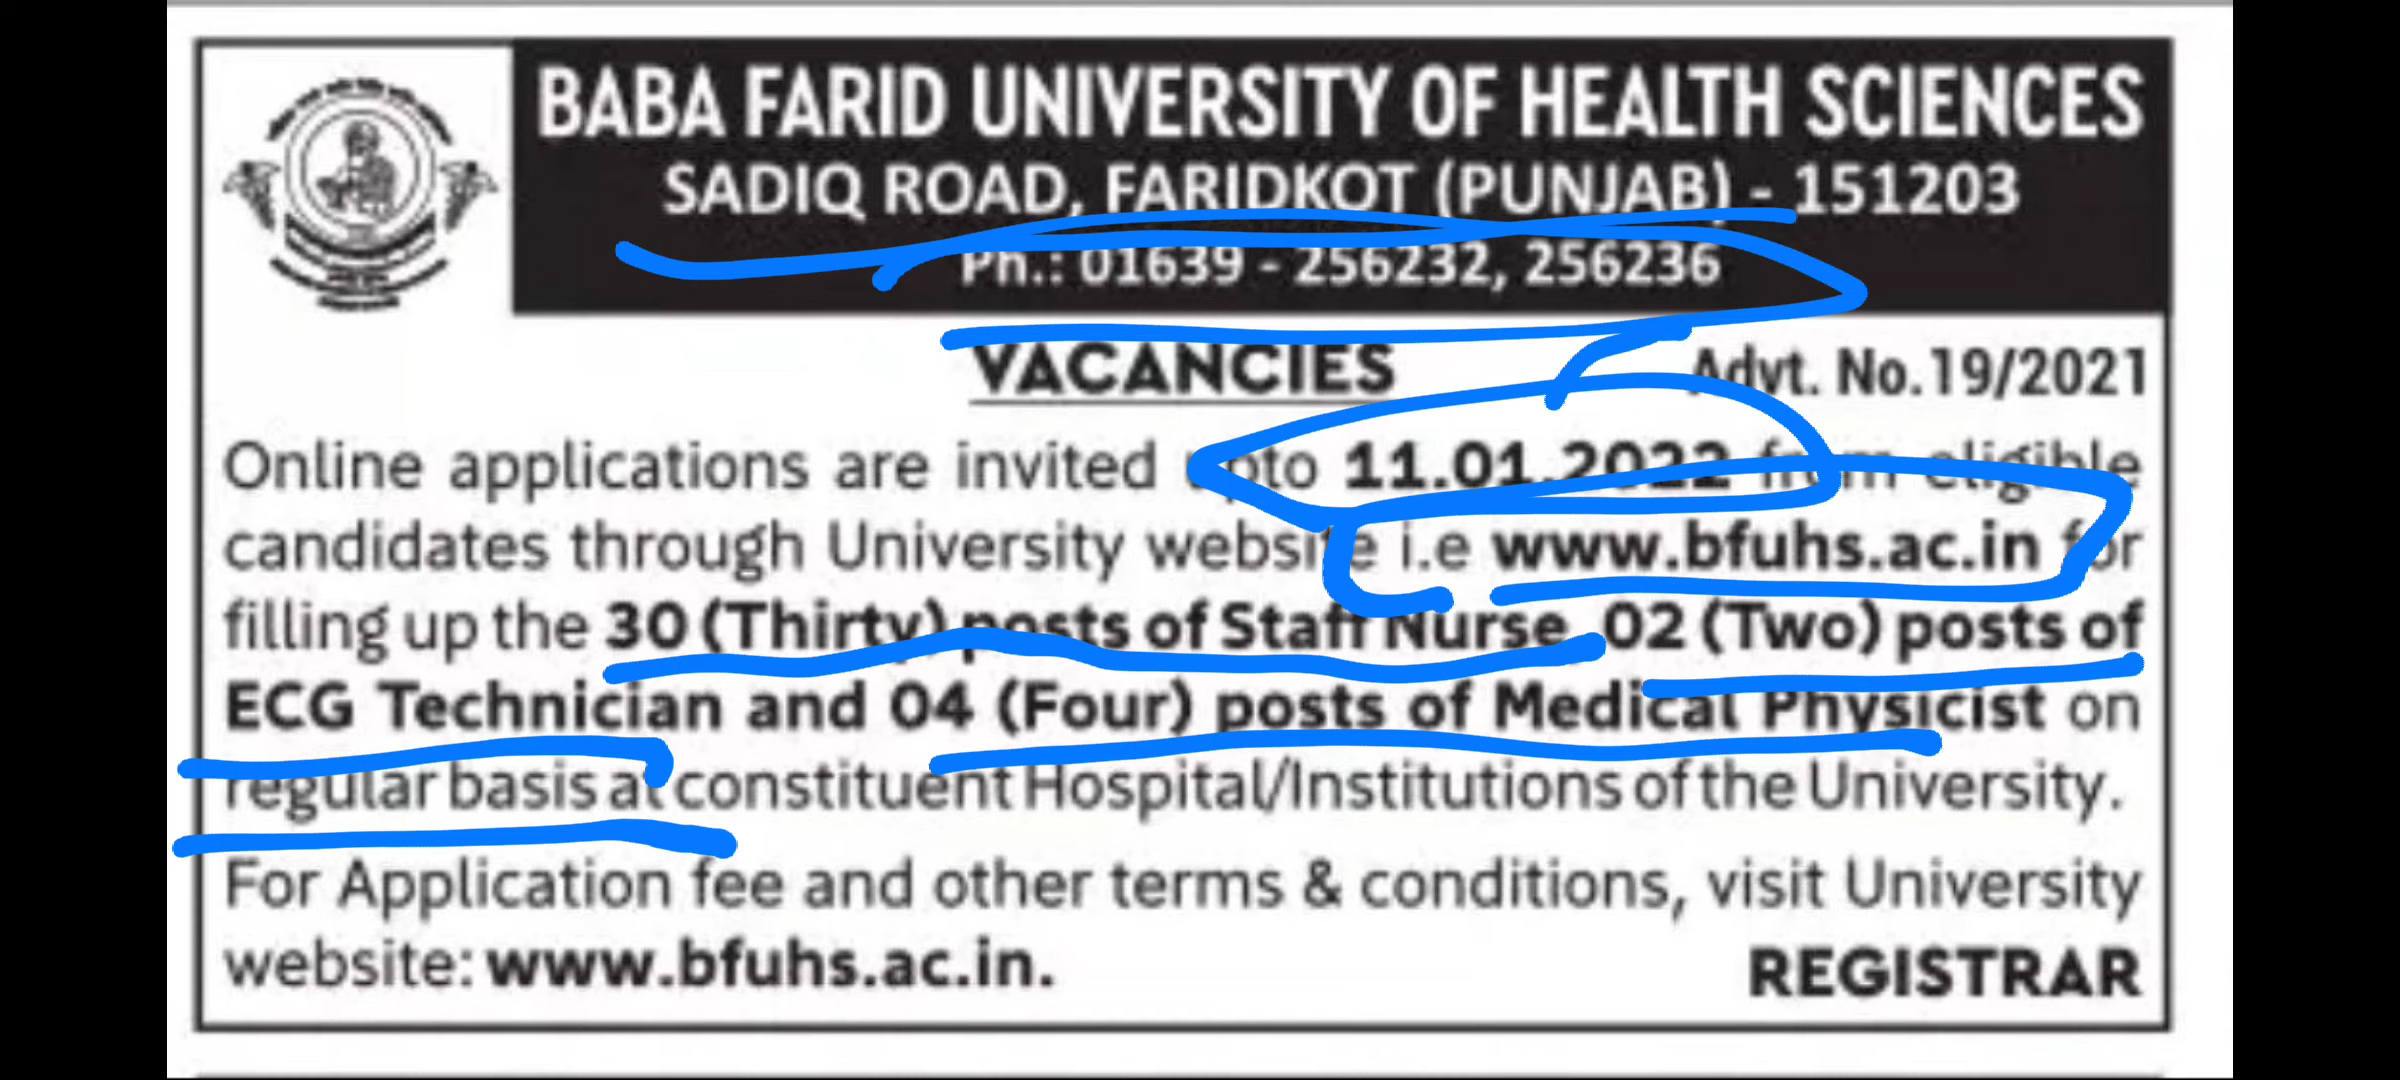 BABA FARID UNIVERSITY OF HEALTH SCIENCES
SADIQ ROAD, FARIDKOT (PUNJAB) - 151203
Ph.: 01639 - 256232, 256236
VACANCIES
Advt. No.19/2021
Online applications are invited upto 11.01.2022 from eligible
candidates through University website i.e www.bfuhs.ac.in for
filling up the 30 (Thirty) posts of Staff Nurse, 02 (Two) posts of
ECG Technician and 04 (Four) posts of Medical Physicist on
regular basis at constituent Hospital/Institutions of the University.
For Application fee and other terms & conditions, visit University
website: www.bfuhs.ac.in.
REGISTRAR